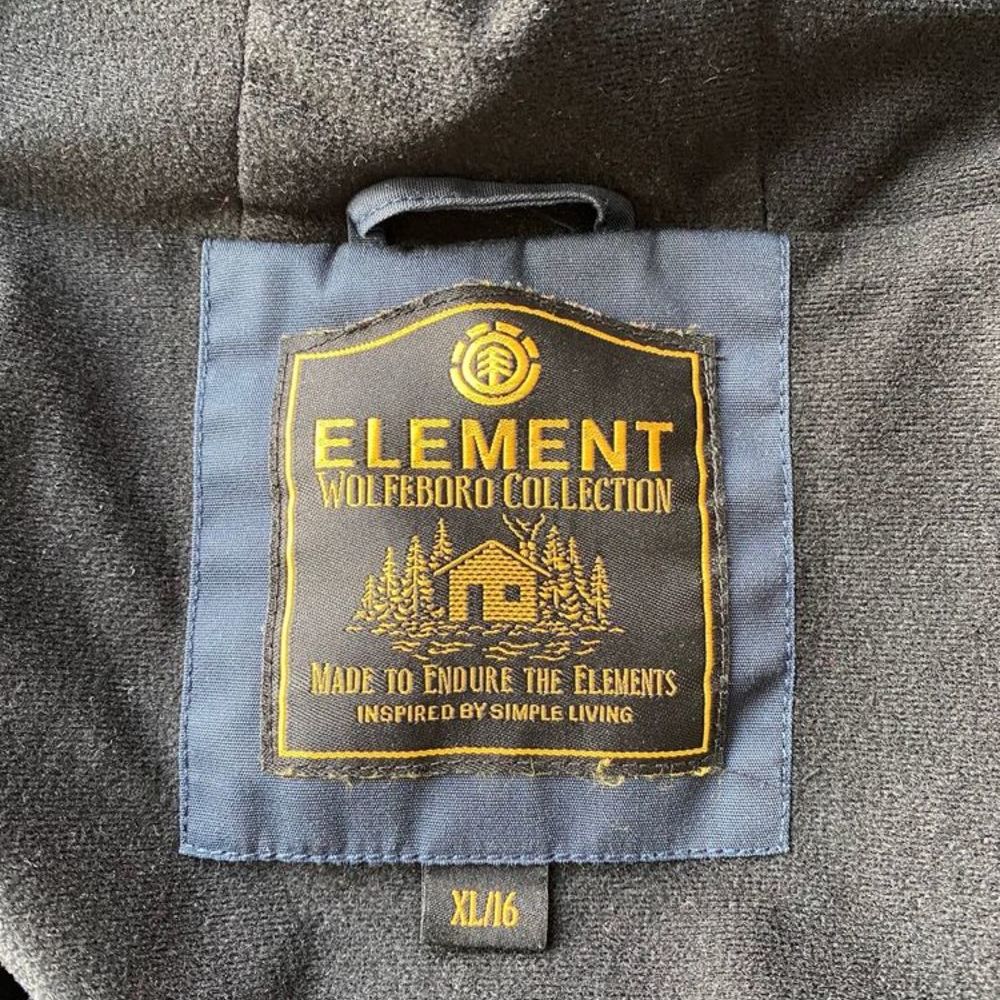 ELEMENT
WOLFEBORO COLLECTION
MADE TO ENDURE THE ELEMENTS
INSPIRED BY SIMPLE LIVING
XL/16